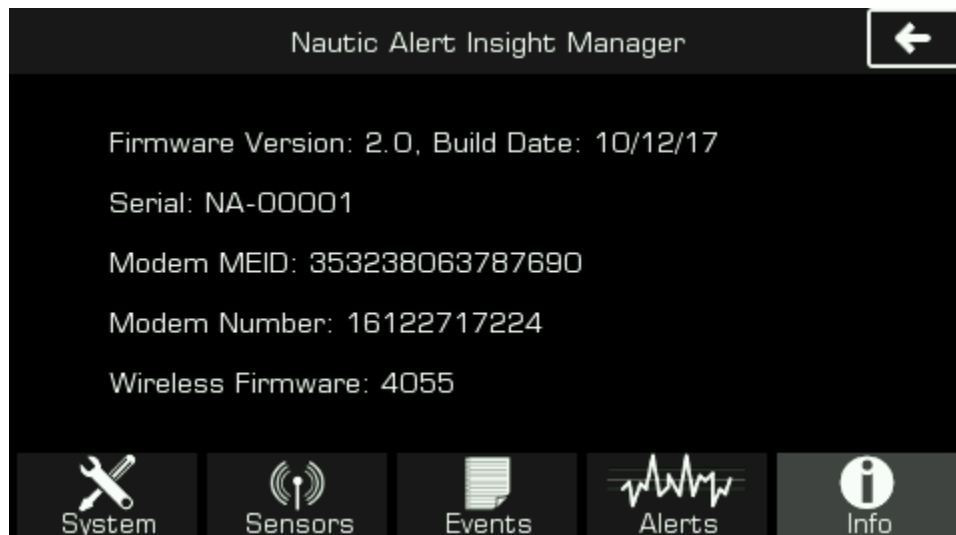 Nautic Alert Insight Manager
Firmware Version: 2.0, Build Date: 10/12/17
Serial: NA-00001
Modem MEID: 353238063787690
Modem Number: 16122717224
Wireless Firmware: 4055
System Sensors Events Alerts Info